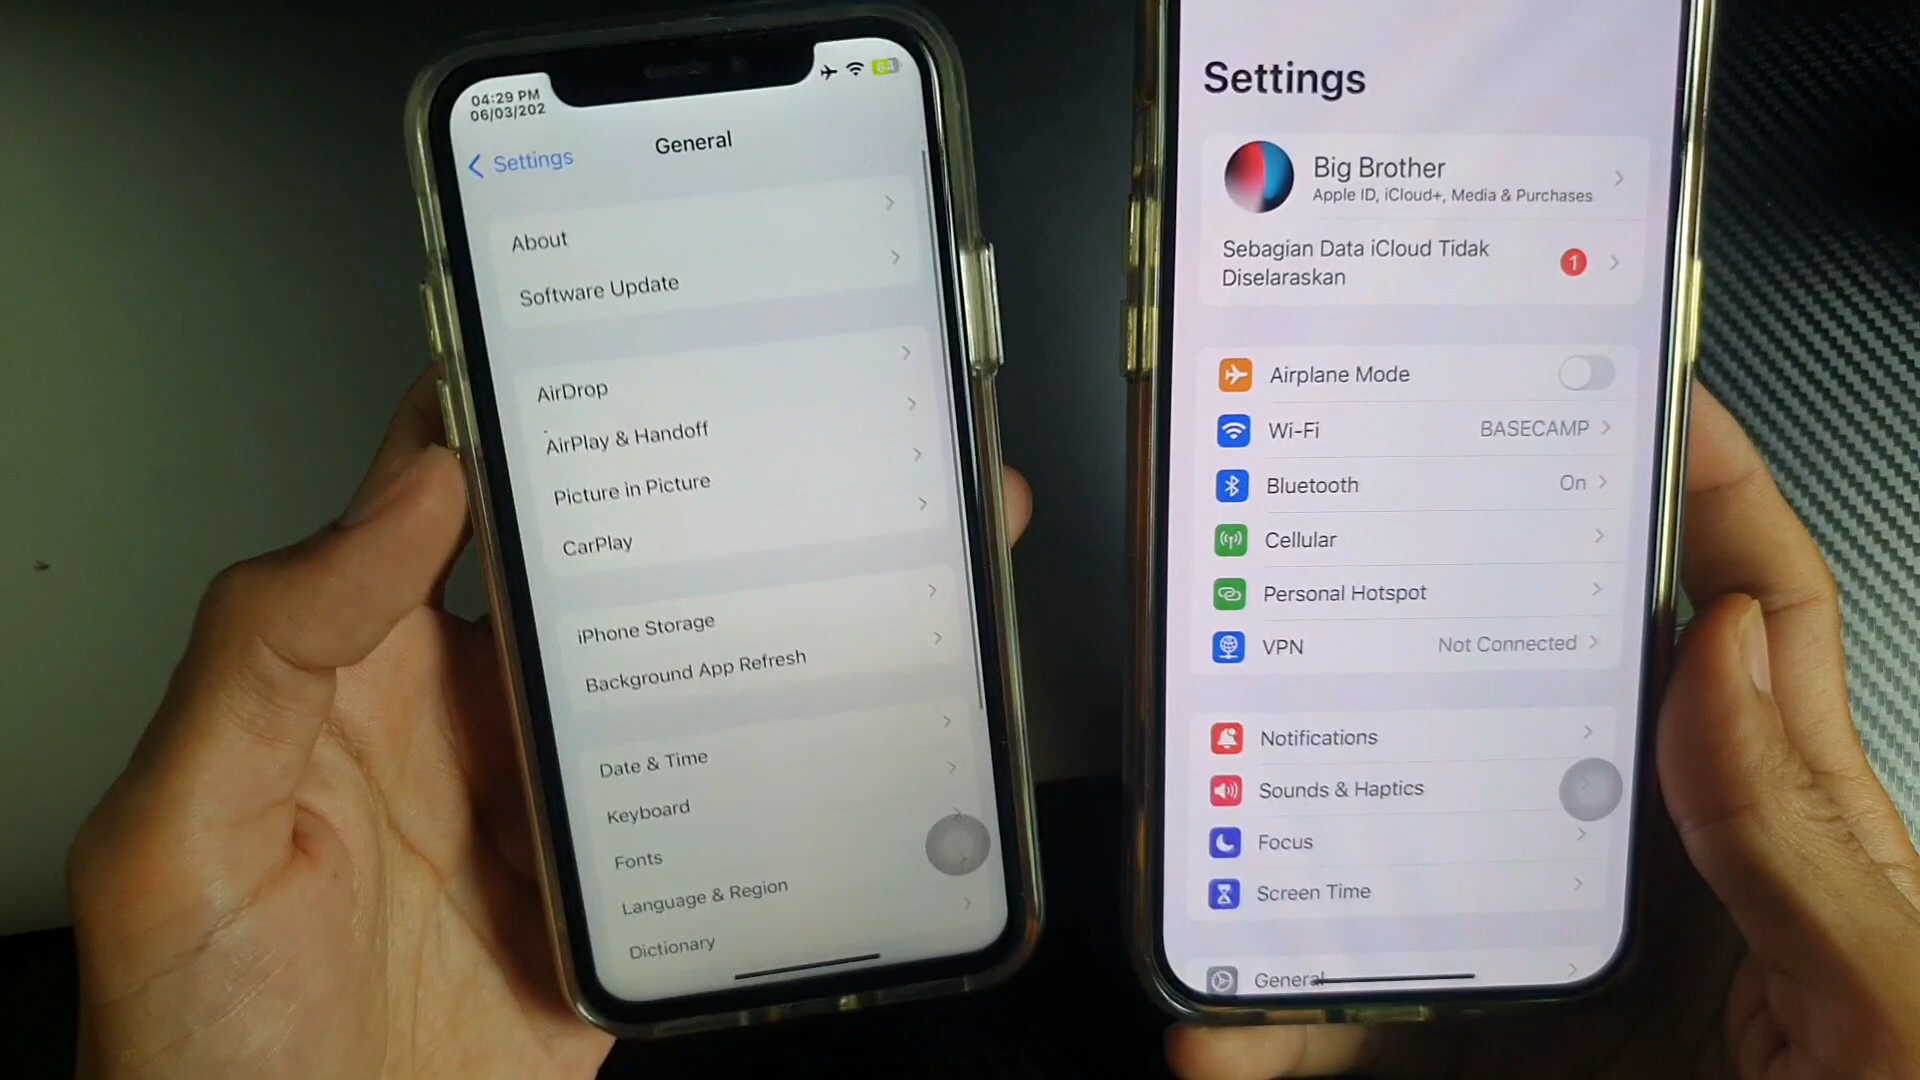 04:29 PM
06/03/202
64
Settings
General
About
Software Update
AirDrop
AirPlay & Handoff
Picture in Picture
CarPlay
iPhone Storage
Background App Refresh
Date & Time
Keyboard
Fonts
Language & Region
Dictionary
Settings
Big Brother
Apple ID, iCloud+, Media & Purchases
Sebagian Data iCloud Tidak
Diselaraskan
1
Airplane Mode
Wi-Fi BASECAMP
Bluetooth On
Cellular
Personal Hotspot
VPN Not Connected
Notifications
Sounds & Haptics
Focus
Screen Time
General